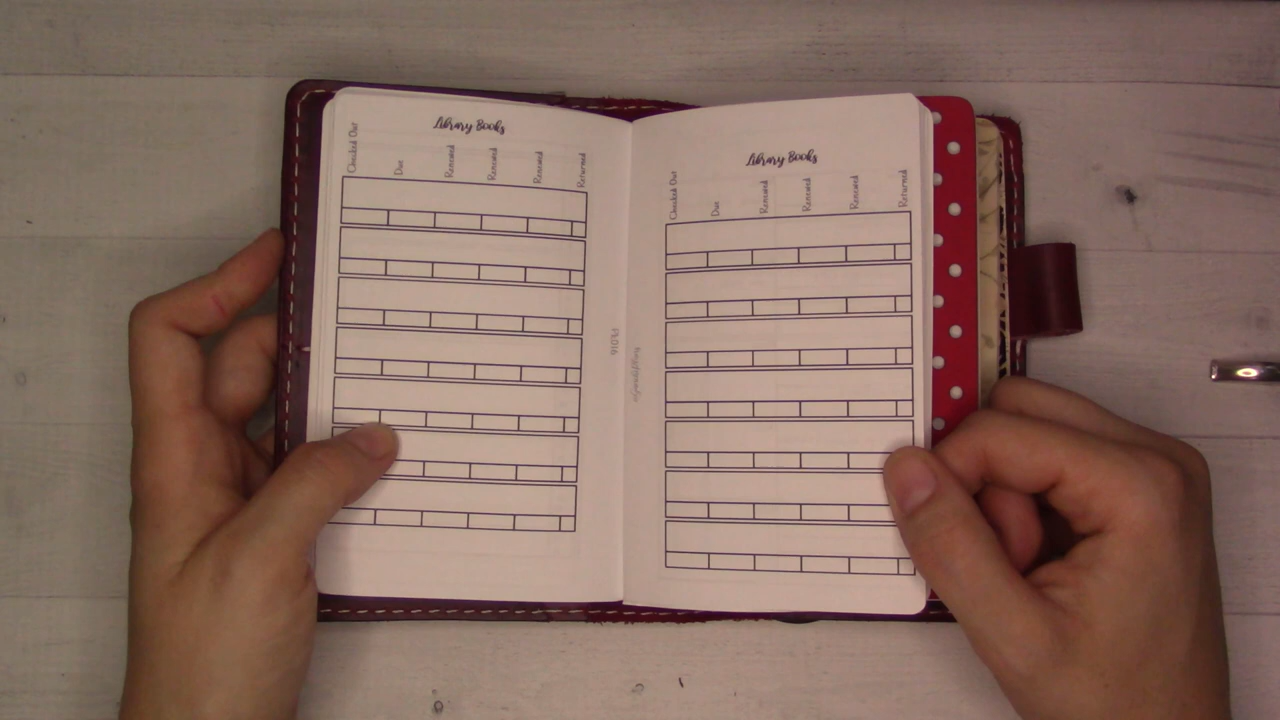 Library Books
Checked Out
Due
Renewed
Renewed
Renewed
Returned
Library Books
Checked Out
Due
Renewed
Renewed
Renewed
Returned